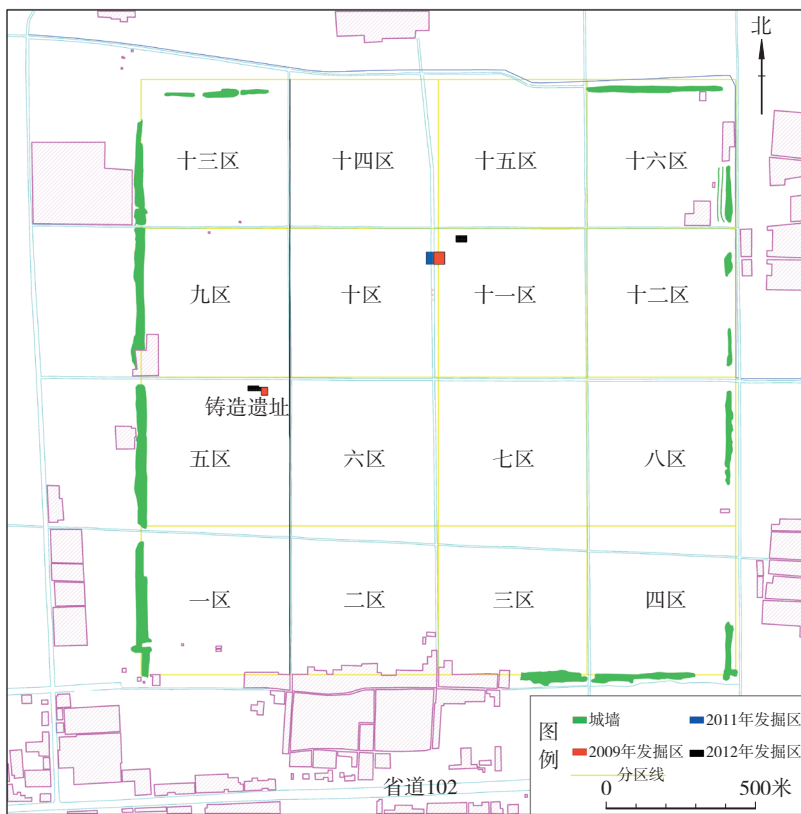 北
十三区
十四区
十五区
十六区
九区
十区
十一区
十二区
铸造遗址
五区
六区
七区
八区
一区
二区
三区
四区
图例
城墙
2011年发掘区
2009年发掘区
2012年发掘区
分区线
0
500米
省道102